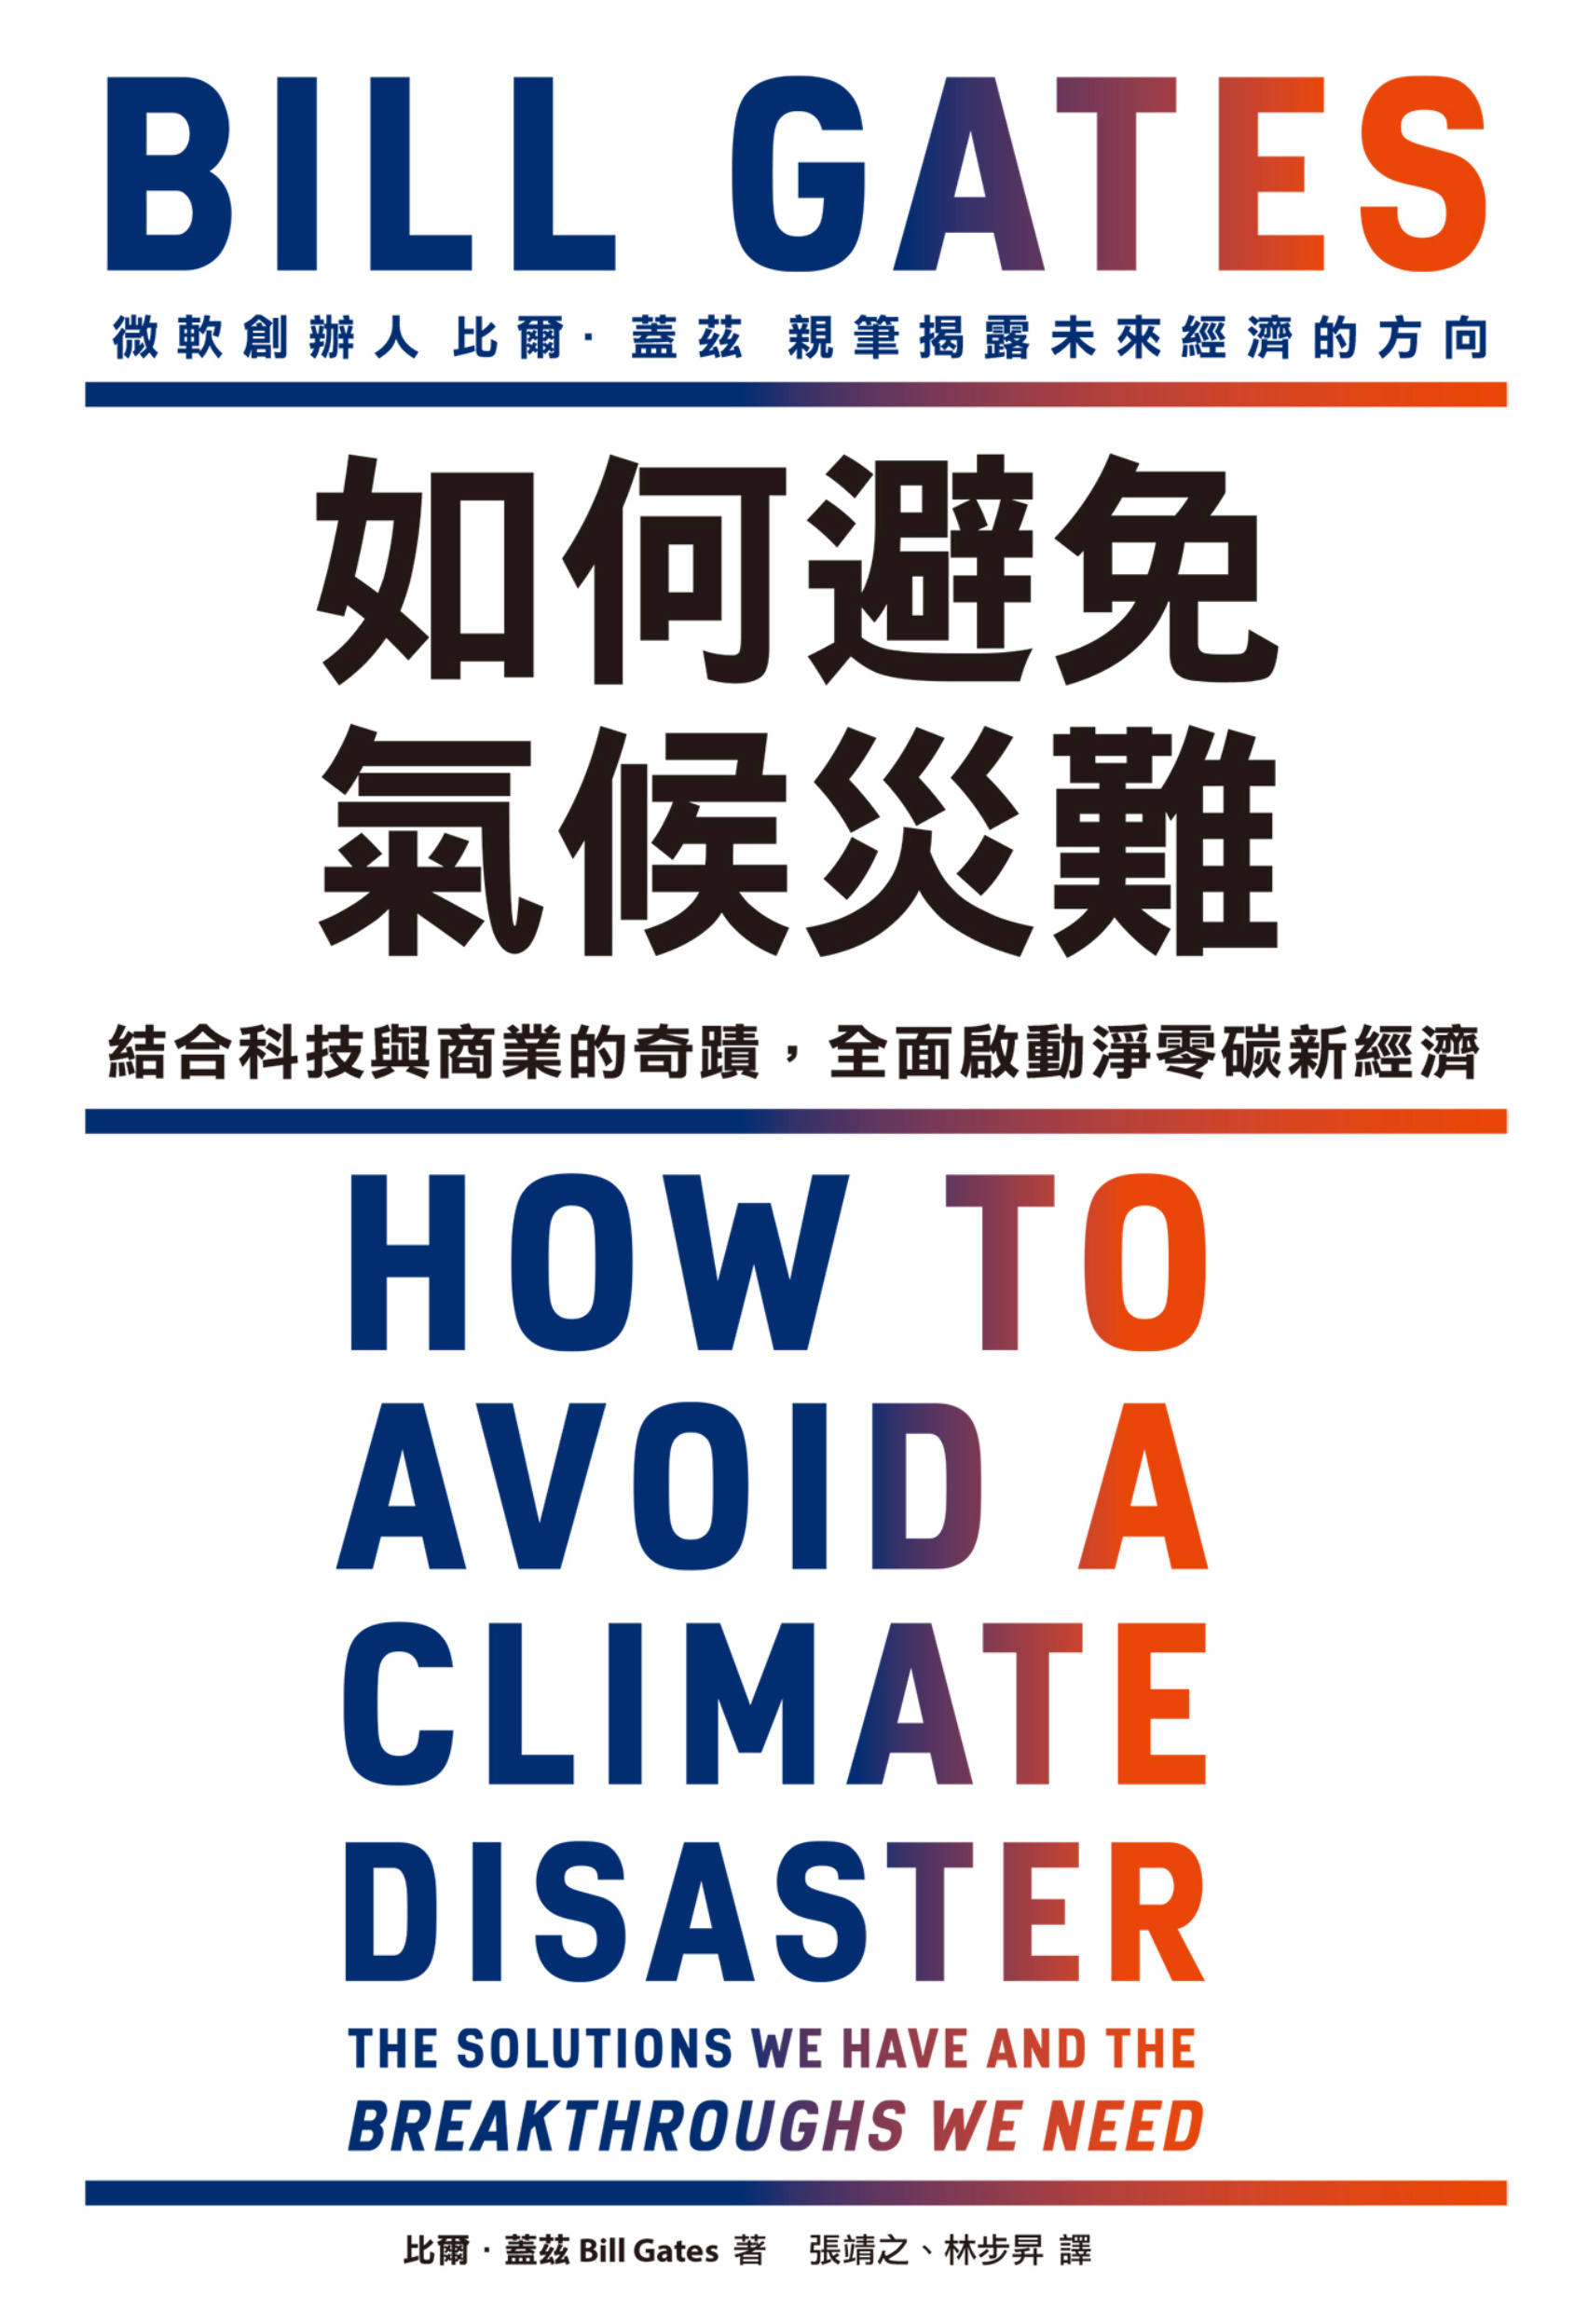 BILL GATES
微軟創辦人比爾·蓋茲 親筆揭露未來經濟的方向
如何避免
氣候災難
結合科技與商業的奇蹟，全面啟動淨零碳新經濟
HOW TO
AVOID A
CLIMATE
DISASTER
THE SOLUTIONS WE HAVE AND THE
BREAKTHROUGHS WE NEED
比爾·蓋茲 Bill Gates 著 張靖之、林步昇 譯